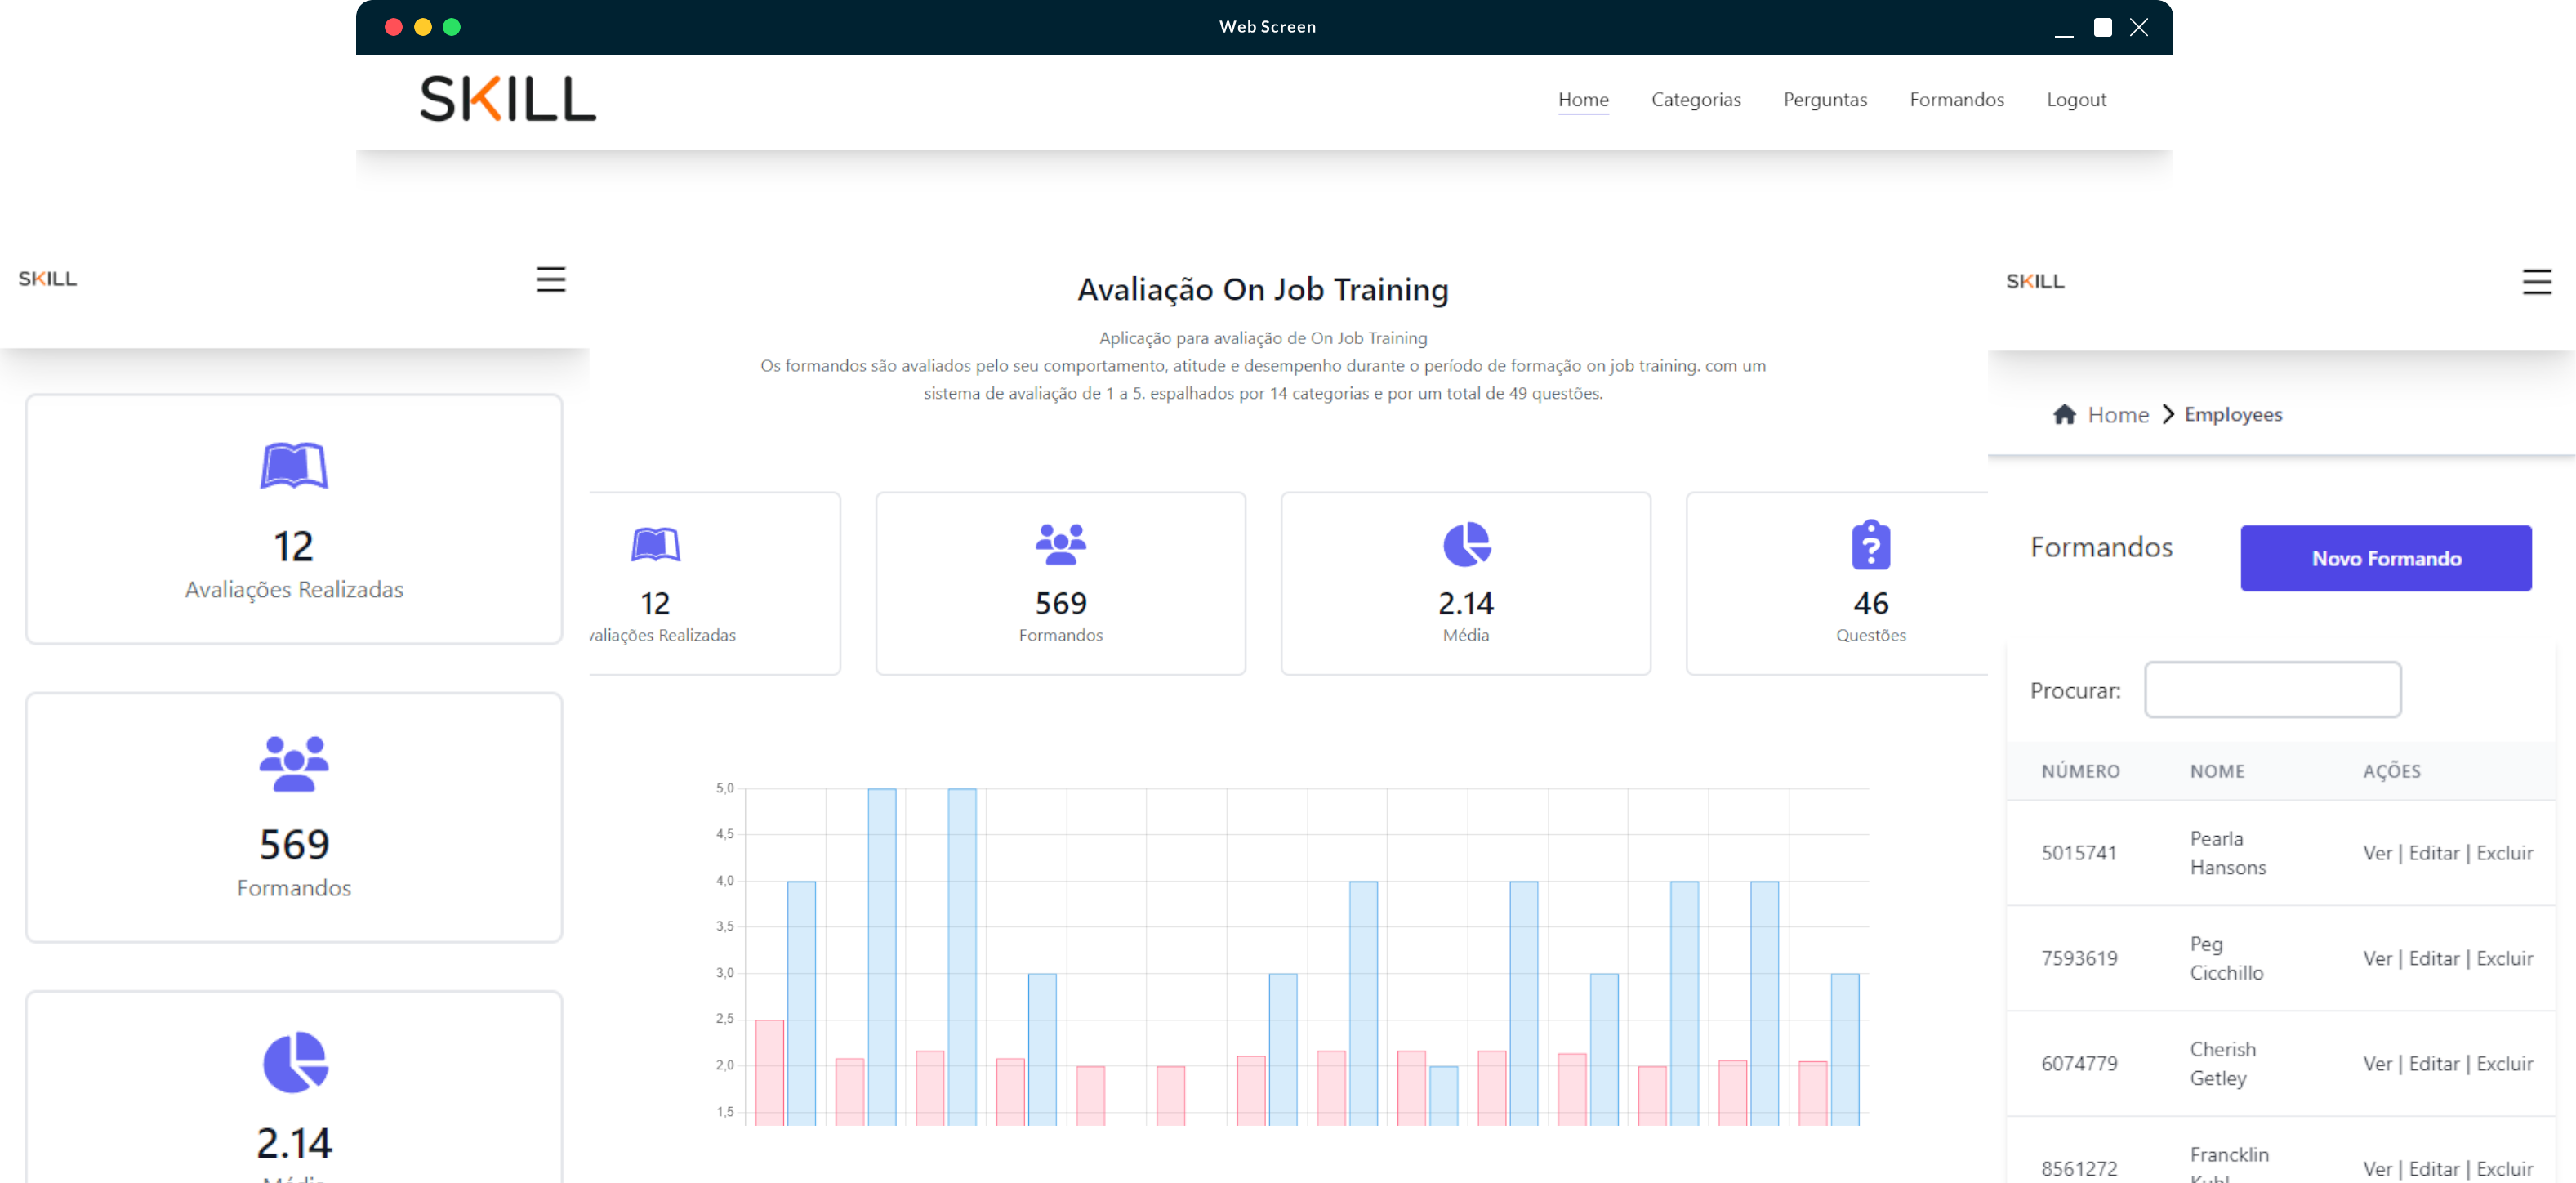 Web Screen
SKILL
Home Categorias Perguntas Formandos Logout
SKILL
12
Avaliações Realizadas
569
Formandos
2.14
Avaliação On Job Training
Aplicação para avaliação de On Job Training
Os formandos são avaliados pelo seu comportamento, atitude e desempenho durante o período de formação on job training. com um
sistema de avaliação de 1 a 5. espalhados por 14 categorias e por um total de 49 questões.
12
valiações Realizadas
569
Formandos
2.14
Média
46
Questões
5,0
4,5
4,0
3,5
3,0
2,5
2,0
1,5
SKILL
Home Employees
Formandos
Novo Formando
Procurar:
NÚMERO NOME AÇÕES
5015741 Pearla Hansons Ver | Editar | Excluir
7593619 Peg Cicchillo Ver | Editar | Excluir
6074779 Cherish Getley Ver | Editar | Excluir
8561272 Francklin Ver | Editar | Excluir